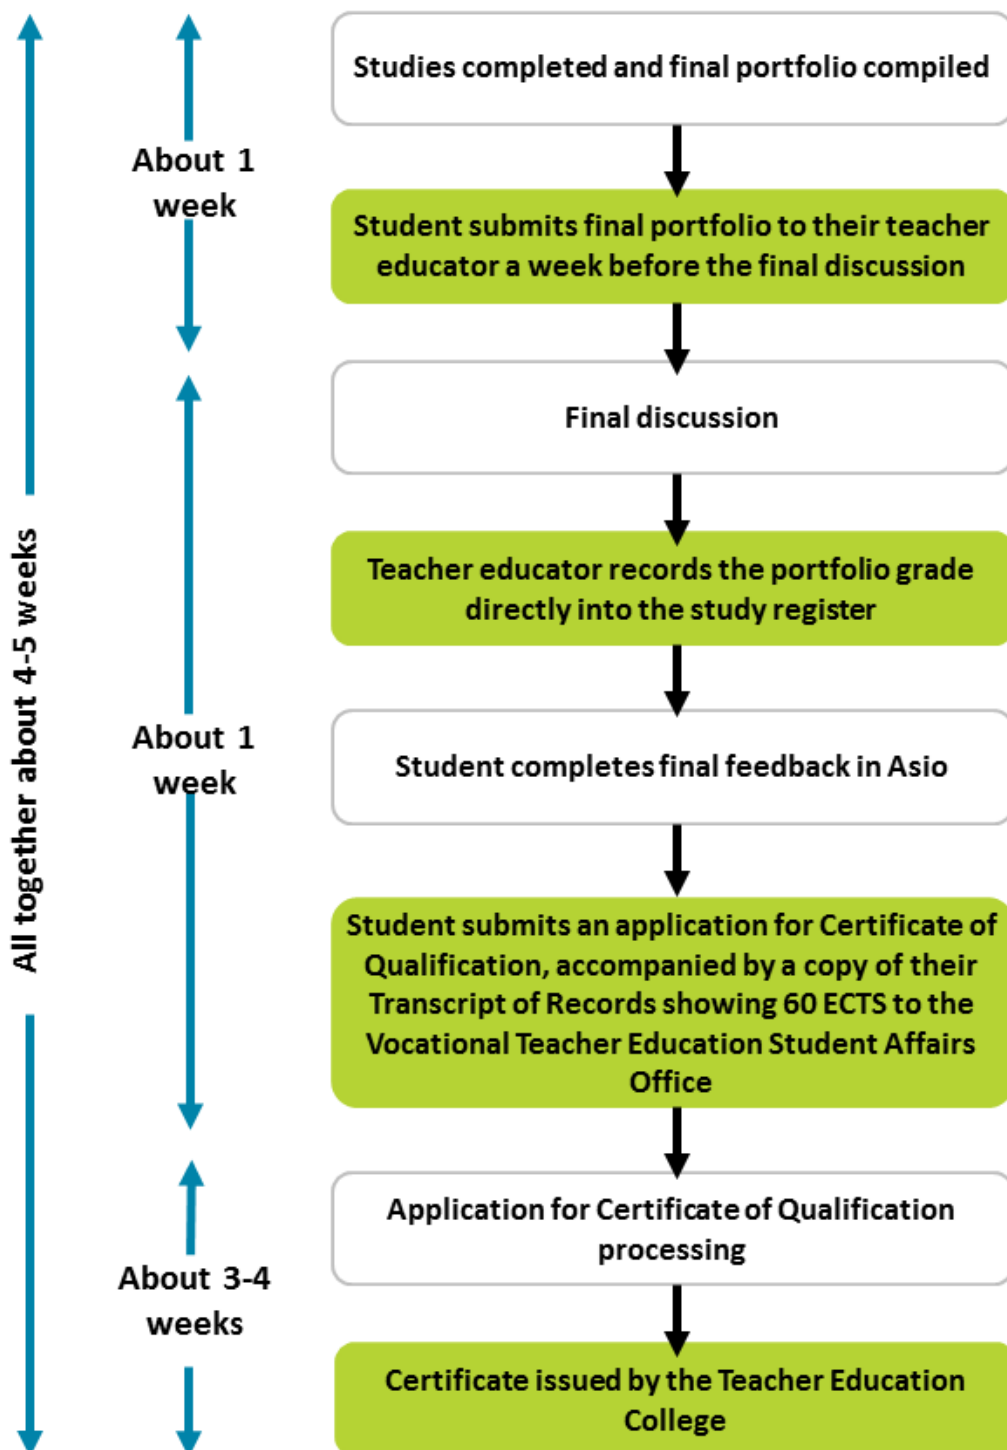 Studies completed and final portfolio compiled
About 1
week
Student submits final portfolio to their teacher
educator a week before the final discussion
Final discussion
Teacher educator records the portfolio grade
directly into the study register
All together about 4-5 weeks
About 1
week
Student completes final feedback in Asio
Student submits an application for Certificate of
Qualification, accompanied by a copy of their
Transcript of Records showing 60 ECTS to the
Vocational Teacher Education Student Affairs
Office
Application for Certificate of Qualification
processing
About 3-4
weeks
Certificate issued by the Teacher Education
College